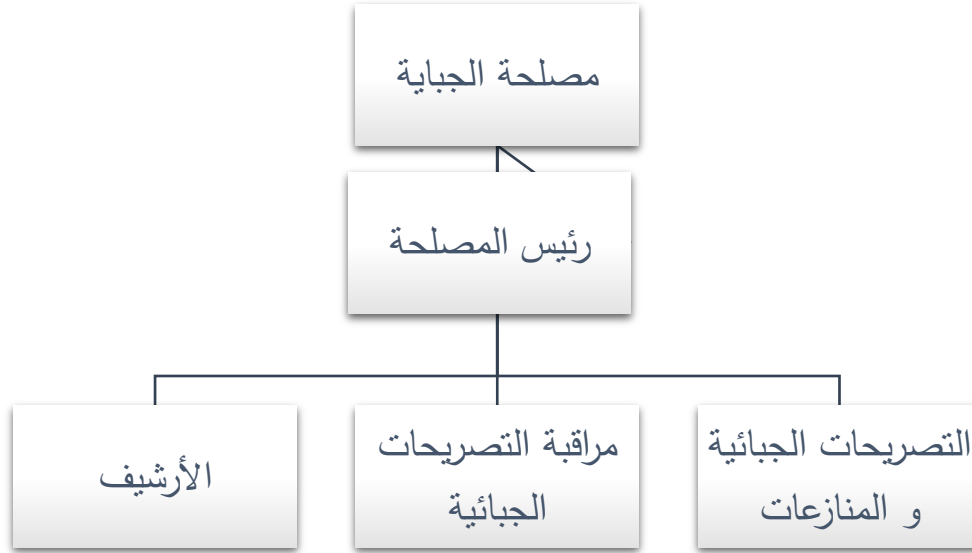 مصلحة الجباية
رئيس المصلحة
التصريحات الجبائية
و المنازعات
مراقبة التصريحات
الجبائية
الأرشيف